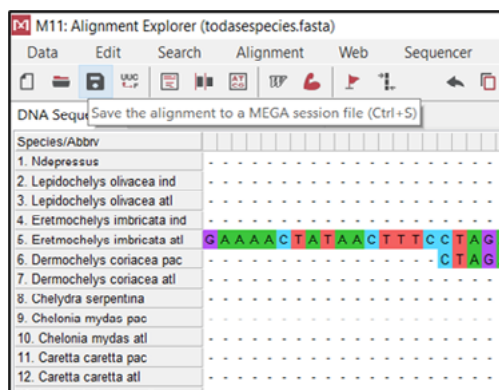 M11: Alignment Explorer (todasespecies.fasta)
Data Edit Search Alignment Web Sequencer
DNA Sequ Save the alignment to a MEGA session file (Ctrl+S)
Species/Abbrv
1. Ndepressus - - - - - - - - - - - - - - - - - - - - - - -
2. Lepidochelys olivacea ind - - - - - - - - - - - - - - - - - - - - - - -
3. Lepidochelys olivacea atl - - - - - - - - - - - - - - - - - - - - - - -
4. Eretmochelys imbricata ind - - - - - - - - - - - - - - - - - - - - - - -
5. Eretmochelys imbricata atl G A A A A C T A T A A C T T T C C T A G
6. Dermochelys coriacea pac - - - - - - - - - - - - - - - - C T A G
7. Dermochelys coriacea atl - - - - - - - - - - - - - - - - - - - - - - -
8. Chelydra serpentina - - - - - - - - - - - - - - - - - - - - - - -
9. Chelonia mydas pac - - - - - - - - - - - - - - - - - - - - - - -
10. Chelonia mydas atl - - - - - - - - - - - - - - - - - - - - - - -
11. Caretta caretta pac - - - - - - - - - - - - - - - - - - - - - - -
12. Caretta caretta atl - - - - - - - - - - - - - - - - - - - - - - -